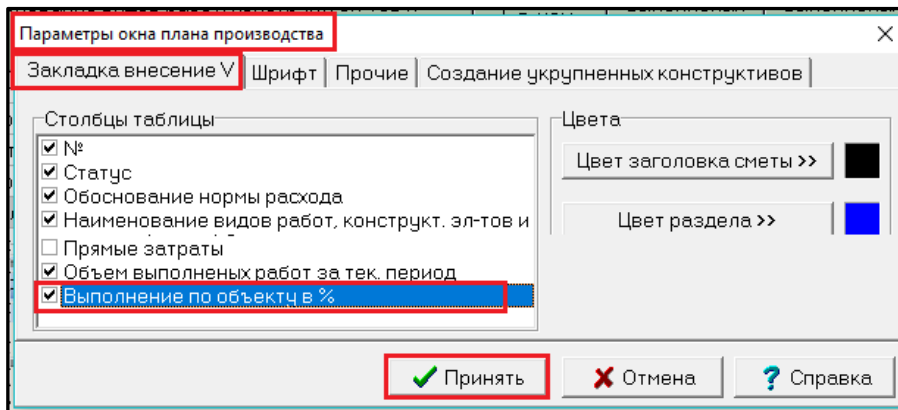 Параметры окна плана производства
Закладка внесение V
Шрифт
Прочие
Создание укрупненных конструктивов
Столбцы таблицы
№
Статус
Обоснование нормы расхода
Наименование видов работ, конструкт. эл-тов и
Прямые затраты
Объем выполненых работ за тек. период
Выполнение по объекту в %
Цвета
Цвет заголовка сметы >>
Цвет раздела >>
Принять
Отмена
? Справка